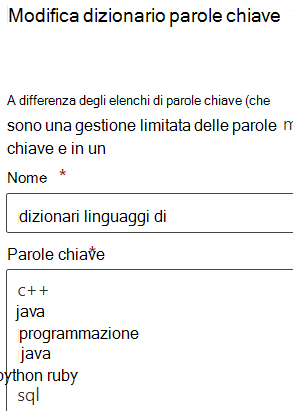 Modifica dizionario parole chiave
A differenza degli elenchi di parole chiave (che
sono una gestione limitata delle parole m
chiave e in un
Nome *
dizionari linguaggi di
Parole chiave*
c++
java
programmazione
java
python ruby
sql